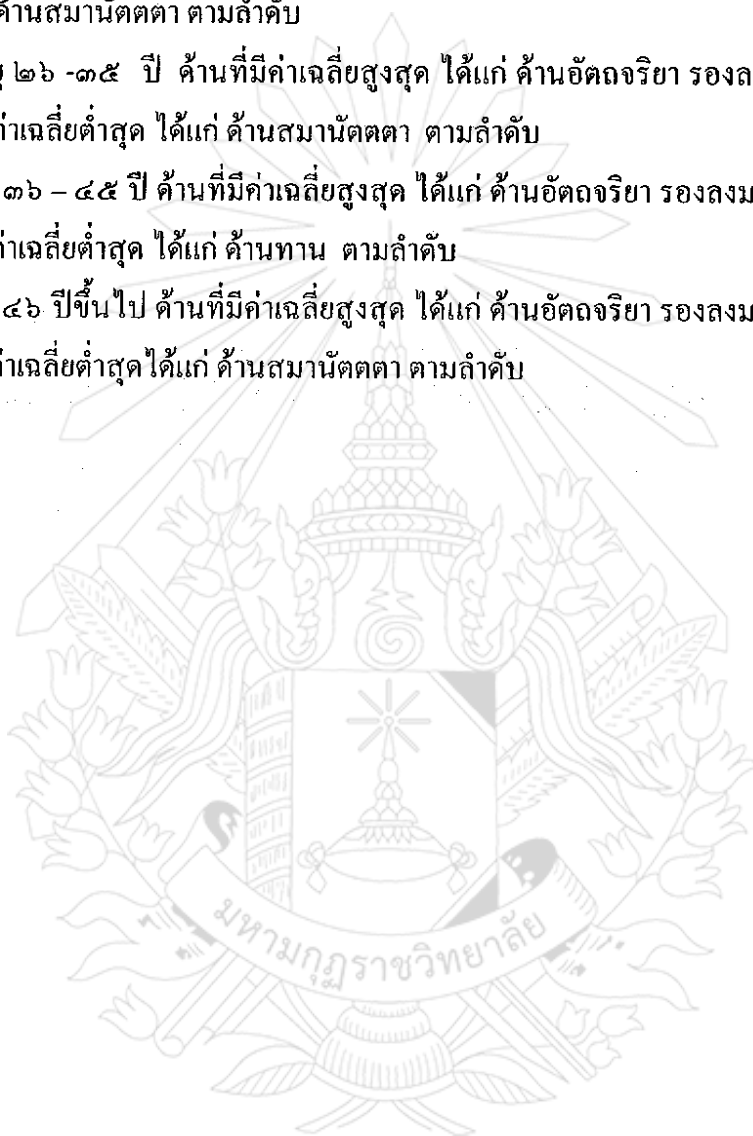 ด้านสมานัตตตา ตามลำดับ
๒๖ -๓๕ ปี ด้านที่มีค่าเฉลี่ยสูงสุด ได้แก่ ด้านอัตถจริยา
ค่าเฉลี่ยต่ำสุด ได้แก่ ด้านสมานัตตตา ตามลำดับ
๓๖ – ๔๕ ปี ด้านที่มีค่าเฉลี่ยสูงสุด ได้แก่ ด้านอัตถจริยา รองลงม
ค่าเฉลี่ยต่ำสุด ได้แก่ ด้านทาน ตามลำดับ
๔๖ ปีขึ้นไป ด้านที่มีค่าเฉลี่ยสูงสุด ได้แก่ ด้านอัตถจริยา รองลงม
ค่าเฉลี่ยต่ำสุดได้แก่ ด้านสมานัตตตา ตามลำดับ
มหามกุฏราชวิทยาลัย